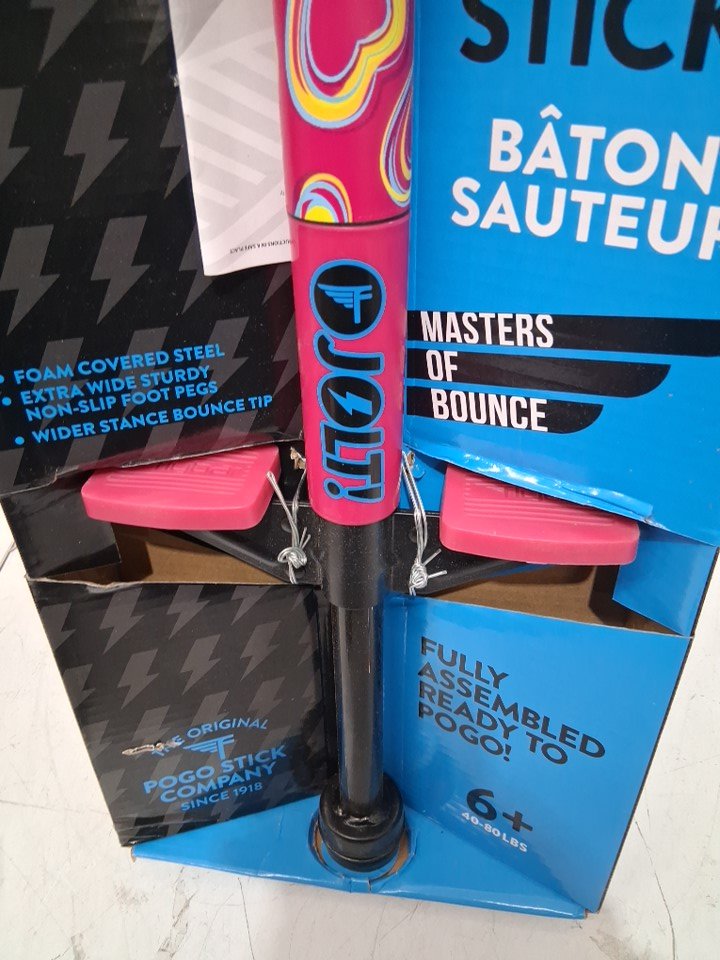 STICK
BÂTON
SAUTEUR
JOLT!
MASTERS
OF
BOUNCE
• FOAM COVERED STEEL
• EXTRA WIDE STURDY
NON-SLIP FOOT PEGS
• WIDER STANCE BOUNCE TIP
THE ORIGINAL
POGO STICK
COMPANY
SINCE 1918
FULLY
ASSEMBLED
READY TO
POGO!
6+
40-80 LBS